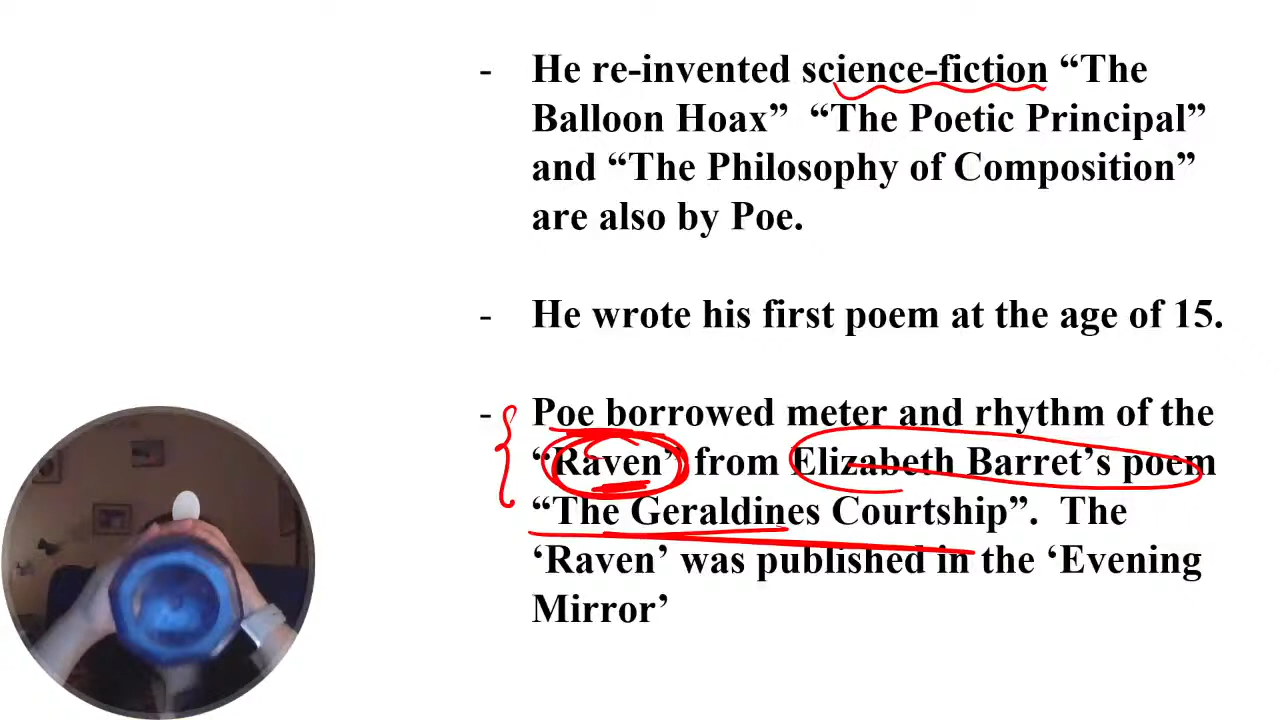 - He re-invented science-fiction “The
Balloon Hoax” “The Poetic Principal”
and “The Philosophy of Composition”
are also by Poe.
- He wrote his first poem at the age of 15.
- Poe borrowed meter and rhythm of the
“Raven” from Elizabeth Barret’s poem
“The Geraldines Courtship”. The
‘Raven’ was published in the ‘Evening
Mirror’